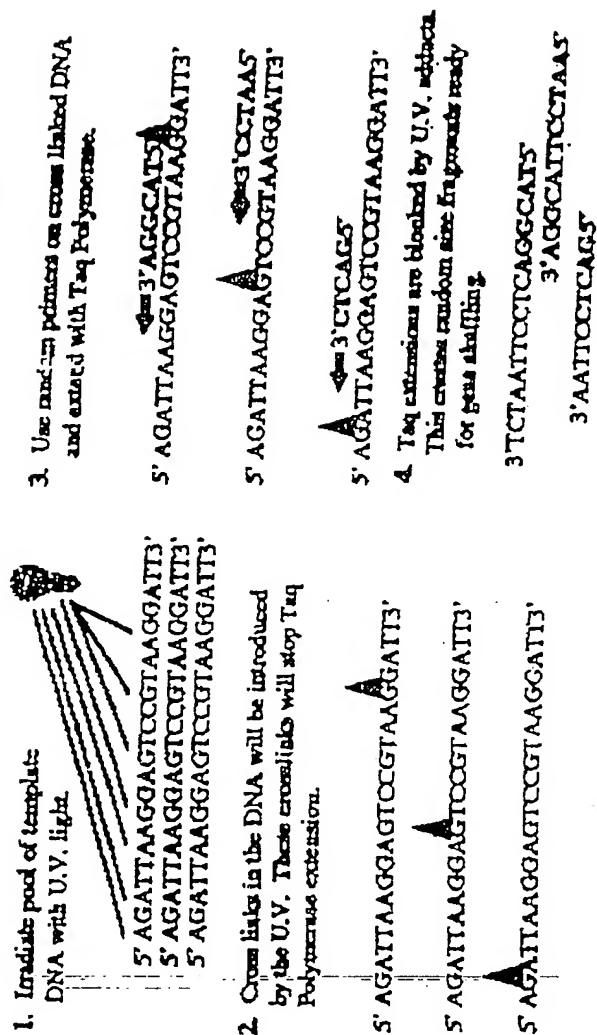 1. Irradiate pool of template
DNA with U.V. light.
5' AGATTAAGGAGTCCGTAAGGATT3'
5' AGATTAAGGAGTCCGTAAGGATT3'
5' AGATTAAGGAGTCCGTAAGGATT3'
2. Cross links in the DNA will be introduced
by the U.V. These crosslinks will stop Taq
Polymerase extension.
5' AGATTAAGGAGTCCGTAAGGATT3'
5' AGATTAAGGAGTCCGTAAGGATT3'
5' AGATTAAGGAGTCCGTAAGGATT3'
3. Use random primers on cross linked DNA
and extend with Taq Polymerase.
3'AGGCAT5'
5' AGATTAAGGAGTCCGTAAGGATT3'
3'CCTAA5'
5' AGATTAAGGAGTCCGTAAGGATT3'
3'CTCAG5'
5' AGATTAAGGAGTCCGTAAGGATT3'
4. Taq extensions are blocked by U.V. adducts.
This creates random size fragments ready
for gene shuffling.
3'TCTAATTCCTCAGGCAT5'
3'AGGCATTCCTAA5'
3'AATTCCTCAG5'